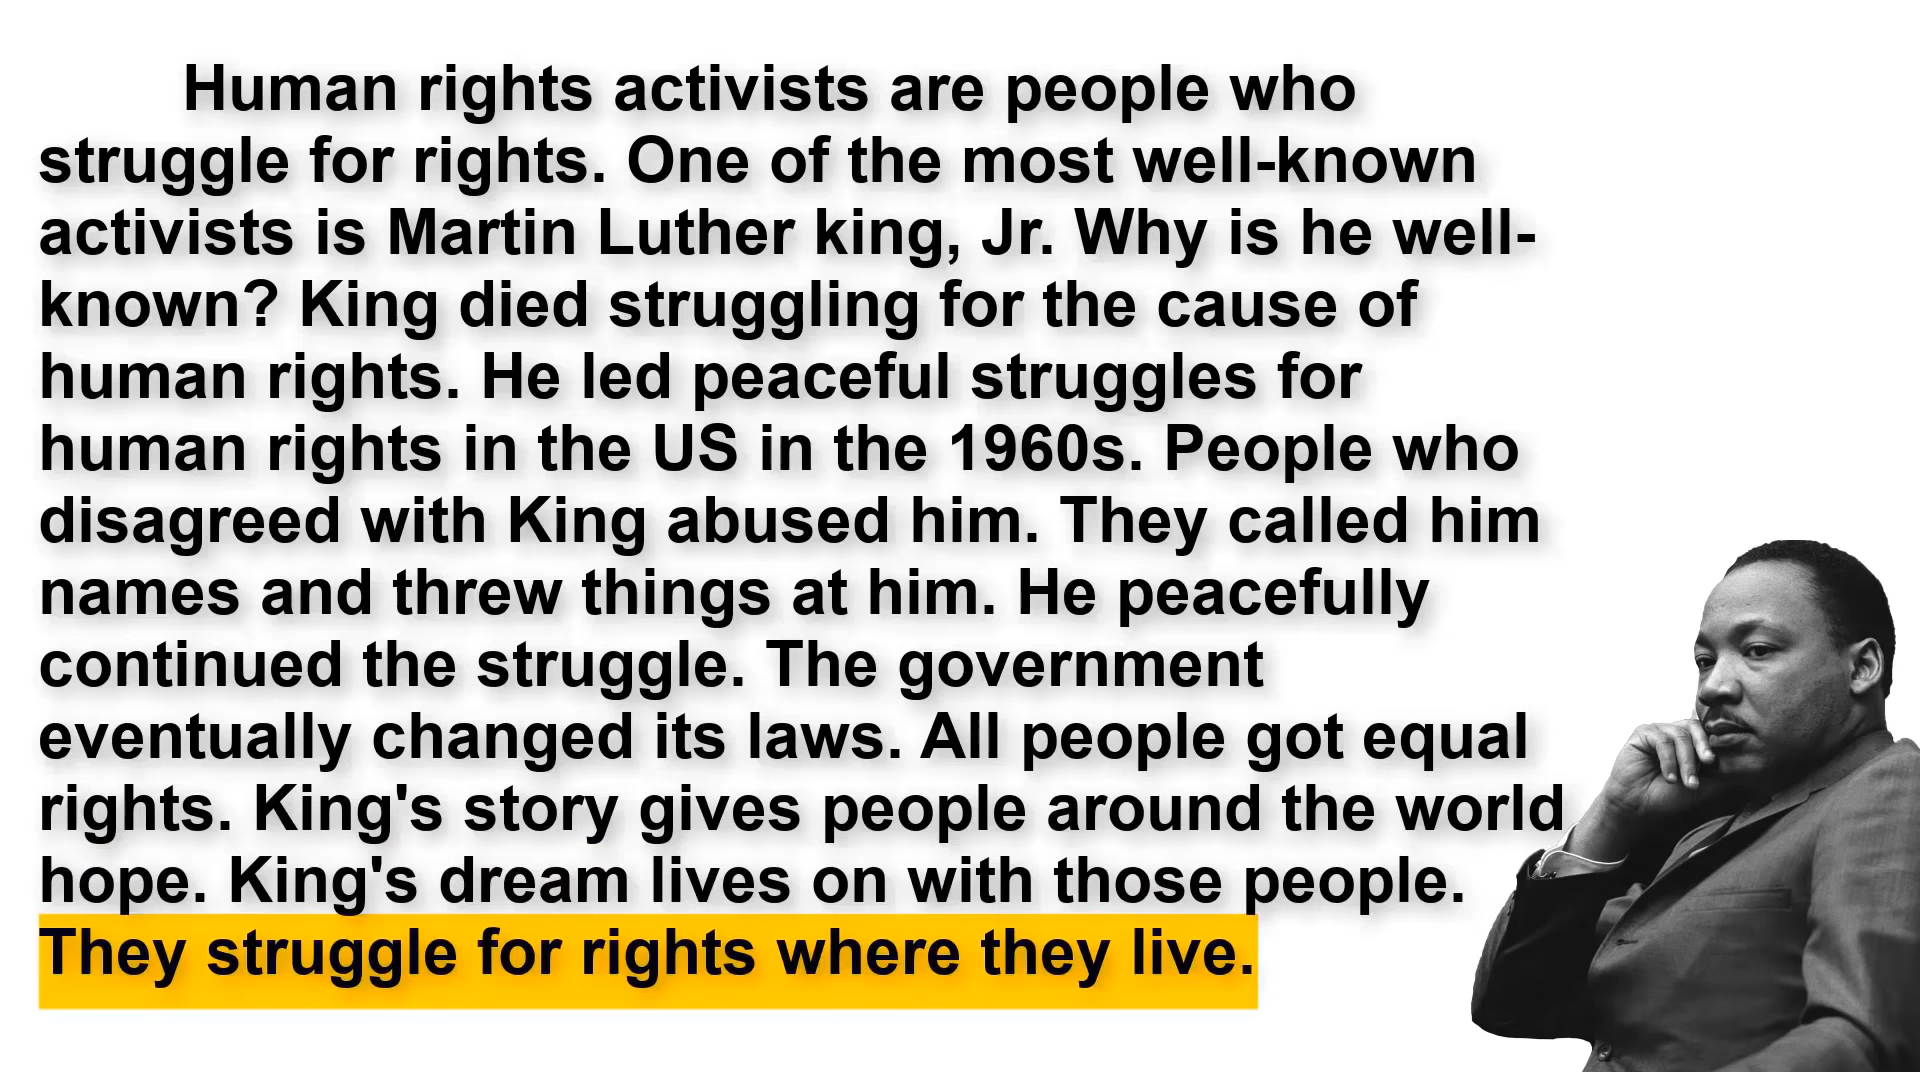 Human rights activists are people who
struggle for rights. One of the most well-known
activists is Martin Luther king, Jr. Why is he well-
known? King died struggling for the cause of
human rights. He led peaceful struggles for
human rights in the US in the 1960s. People who
disagreed with King abused him. They called him
names and threw things at him. He peacefully
continued the struggle. The government
eventually changed its laws. All people got equal
rights. King's story gives people around the world
hope. King's dream lives on with those people.
They struggle for rights where they live.